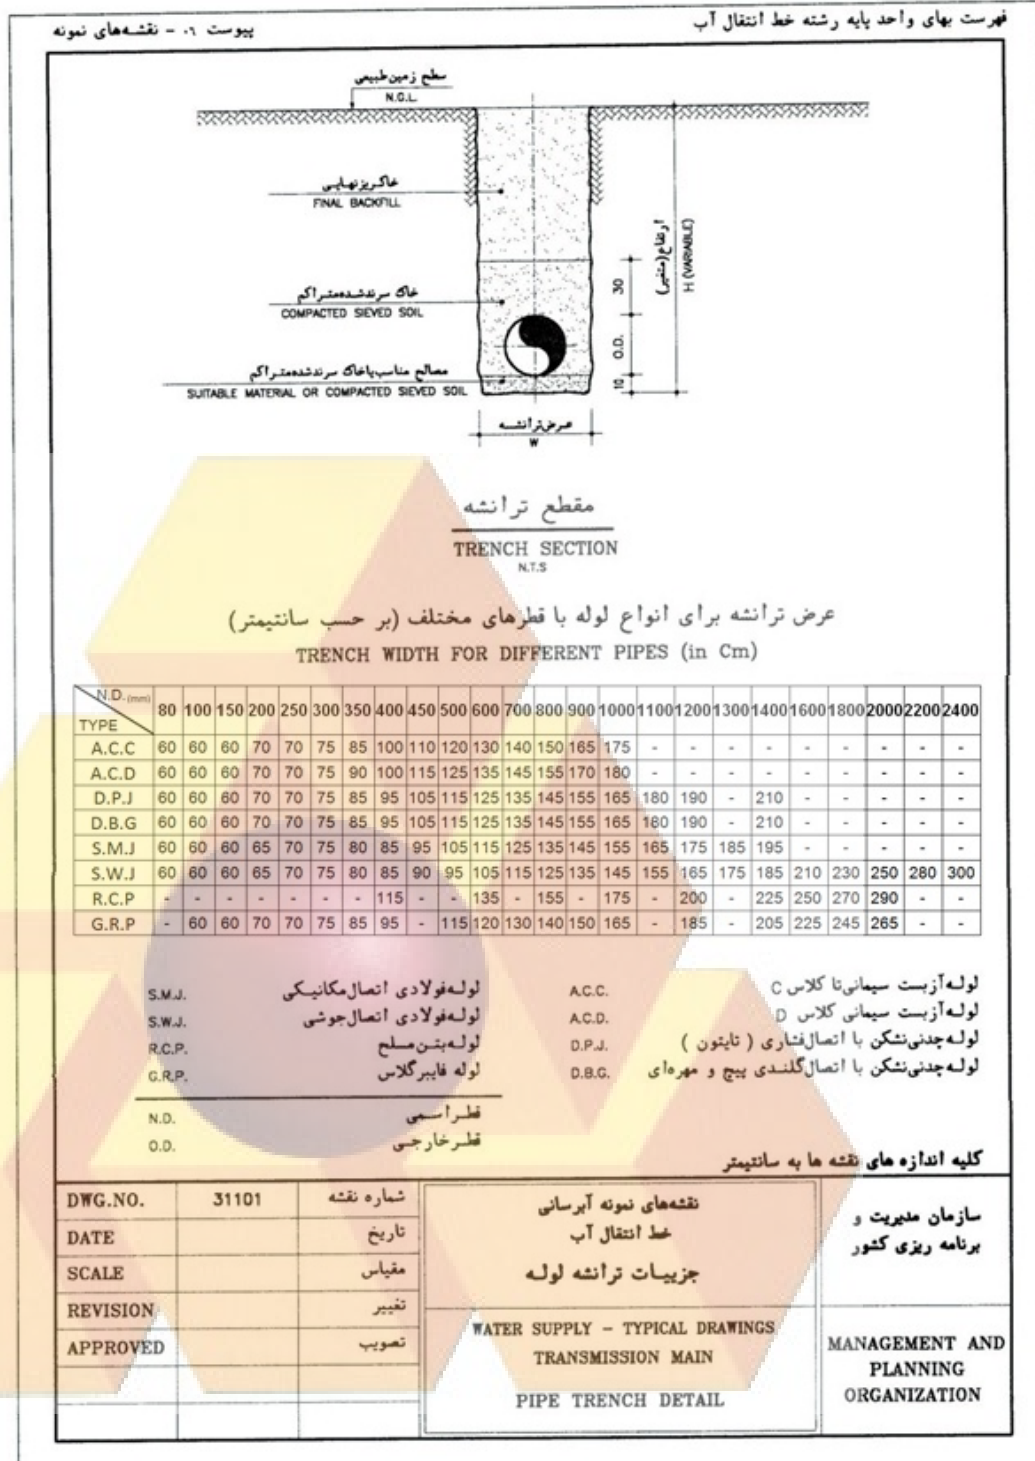 فهرست بهای واحد پایه رشته خط انتقال آب
پیوست ۰٦ - نقشه‌های نمونه
سطح زمین طبیعی
N.G.L.
خاکریز نهایی
FINAL BACKFILL
خاک سرند شده متراکم
COMPACTED SIEVED SOIL
مصالح مناسب یا خاک سرند شده متراکم
SUITABLE MATERIAL OR COMPACTED SIEVED SOIL
30
O.D.
10
ارتفاع (متغیر)
H (VARIABLE)
عرض ترانشه
W
مقطع ترانشه
TRENCH SECTION
N.T.S
عرض ترانشه برای انواع لوله با قطرهای مختلف (بر حسب سانتیمتر)
TRENCH WIDTH FOR DIFFERENT PIPES (in Cm)
N.D. (mm) 80 100 150 200 250 300 350 400 450 500 600 700 800 900 1000 1100 1200 1300 1400 1600 1800 2000 2200 2400
TYPE
A.C.C 60 60 60 70 70 75 85 100 110 120 130 140 150 165 175 - - - - - - - - -
A.C.D 60 60 60 70 70 75 90 100 115 125 135 145 155 170 180 - - - - - - - - -
D.P.J 60 60 60 70 70 75 85 95 105 115 125 135 145 155 165 180 190 - 210 - - - - -
D.B.G 60 60 60 70 70 75 85 95 105 115 125 135 145 155 165 180 190 - 210 - - - - -
S.M.J 60 60 60 65 70 75 80 85 95 105 115 125 135 145 155 165 175 185 195 - - - - -
S.W.J 60 60 60 65 70 75 80 85 90 95 105 115 125 135 145 155 165 175 185 210 230 250 280 300
R.C.P - - - - - - - 115 - - 135 - 155 - 175 - 200 - 225 250 270 290 - -
G.R.P - 60 60 70 70 75 85 95 - 115 120 130 140 150 165 - 185 - 205 225 245 265 - -
لوله آزبست سیمانی تا کلاس C A.C.C.
لوله آزبست سیمانی کلاس D A.C.D.
لوله چدنی نشکن با اتصال فشاری ( تایتون ) D.P.J.
لوله چدنی نشکن با اتصال گلندی پیچ و مهره‌ای D.B.G.
لوله فولادی اتصال مکانیکی S.M.J.
لوله فولادی اتصال جوشی S.W.J.
لوله بتن مسلح R.C.P.
لوله فایبرگلاس G.R.P.
قطر اسمی N.D.
قطر خارجی O.D.
کلیه اندازه های نقشه ها به سانتیمتر
سازمان مدیریت و
برنامه ریزی کشور
MANAGEMENT AND
PLANNING
ORGANIZATION
نقشه‌های نمونه آبرسانی
خط انتقال آب
جزییات ترانشه لوله
WATER SUPPLY - TYPICAL DRAWINGS
TRANSMISSION MAIN
PIPE TRENCH DETAIL
DWG.NO. 31101 شماره نقشه
DATE تاریخ
SCALE مقیاس
REVISION تغییر
APPROVED تصویب